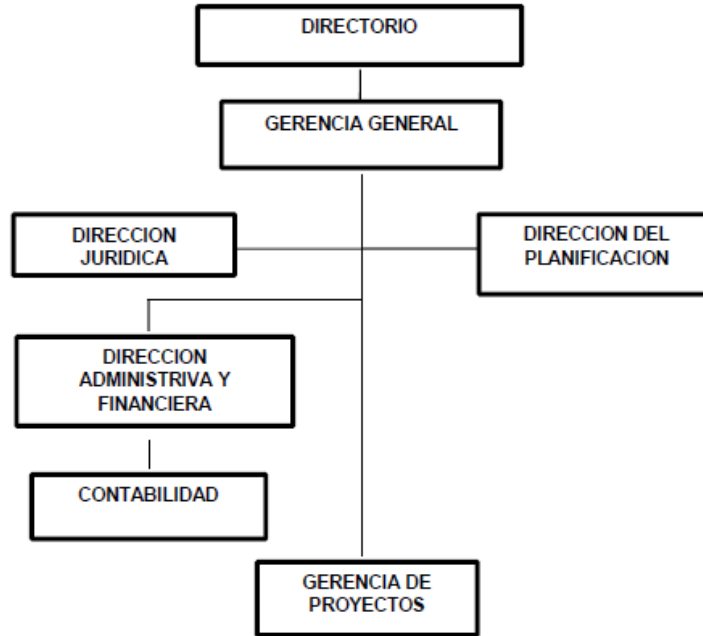 DIRECTORIO
GERENCIA GENERAL
DIRECCION
JURIDICA
DIRECCION DEL
PLANIFICACION
DIRECCION
ADMINISTRIVA Y
FINANCIERA
CONTABILIDAD
GERENCIA DE
PROYECTOS